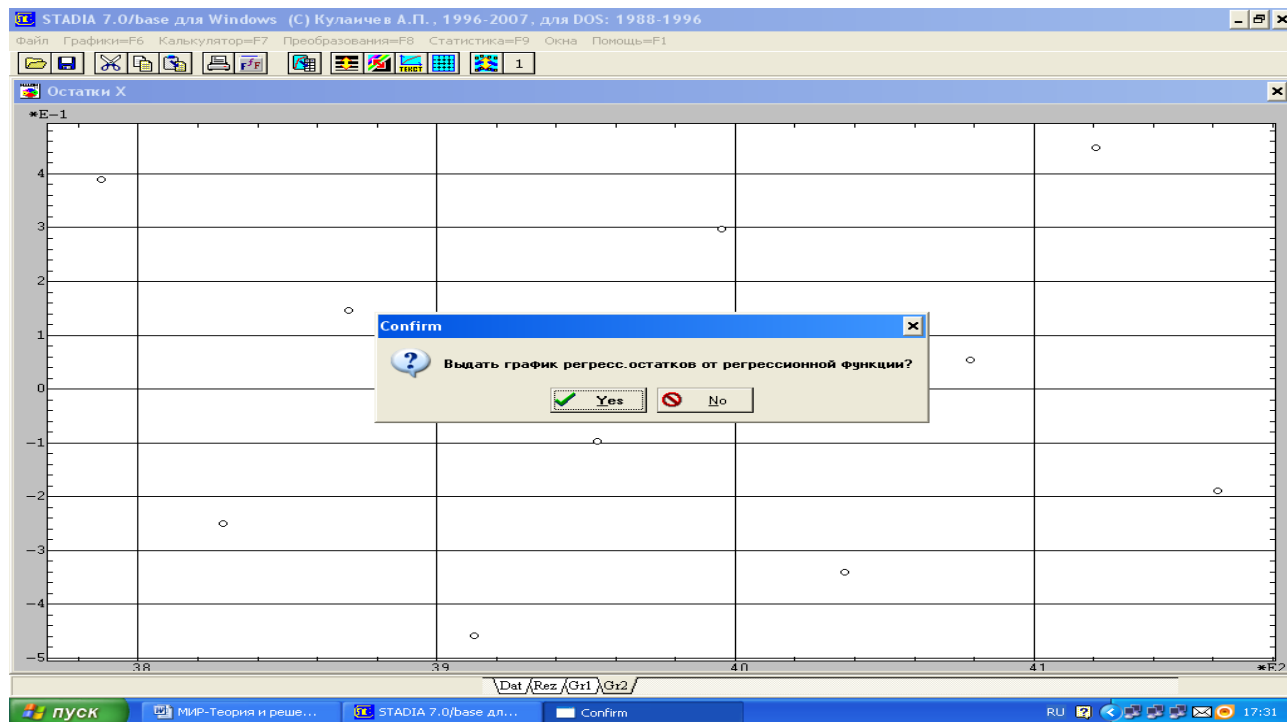 STADIA 7.0/base для Windows (C) Кулаичев А.П., 1996-2007, для DOS: 1988-1996
Файл Графики=F6 Калькулятор=F7 Преобразования=F8 Статистика=F9 Окна Помощь=F1
ТЕКСТ 1
Остатки X
*E-1
4
3
2
1
0
-1
-2
-3
-4
-5
38 39 40 41 *E2
Confirm
Выдать график регресс.остатков от регрессионной функции?
Yes No
Dat Rez Gr1 Gr2
пуск МИР-Теория и реше... STADIA 7.0/base дл... Confirm RU 17:31